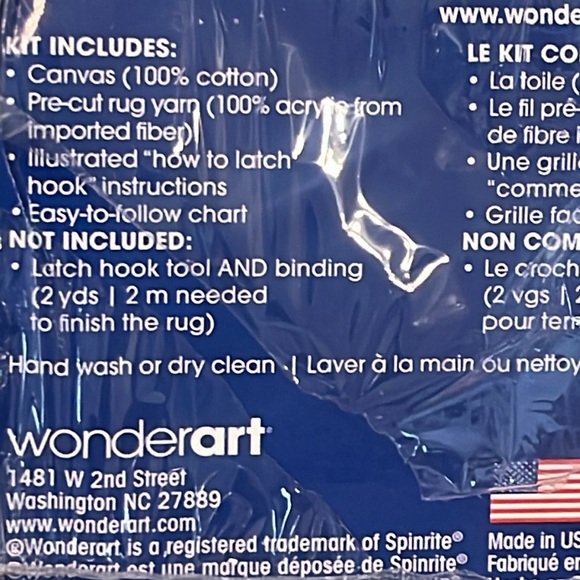 www.wonde
KIT INCLUDES:
• Canvas (100% cotton)
• Pre-cut rug yarn (100% acrylic from
imported fiber)
• Illustrated "how to latch
hook" instructions
• Easy-to-follow chart
NOT INCLUDED:
• Latch hook tool AND binding
(2 yds | 2 m needed
to finish the rug)
LE KIT CO
• La toile (
• Le fil prê
de fibre
• Une grill
"comme
• Grille fac
NON COM
• Le croch
(2 vgs |
pour ter
Hand wash or dry clean | Laver à la main ou nettoy
wonderart
1481 W 2nd Street
Washington NC 27889
www.wonderart.com
®Wonderart is a registered trademark of Spinrite®
®Wonderart est une marque déposée de Spinrite®
Made in US
Fabriqué e